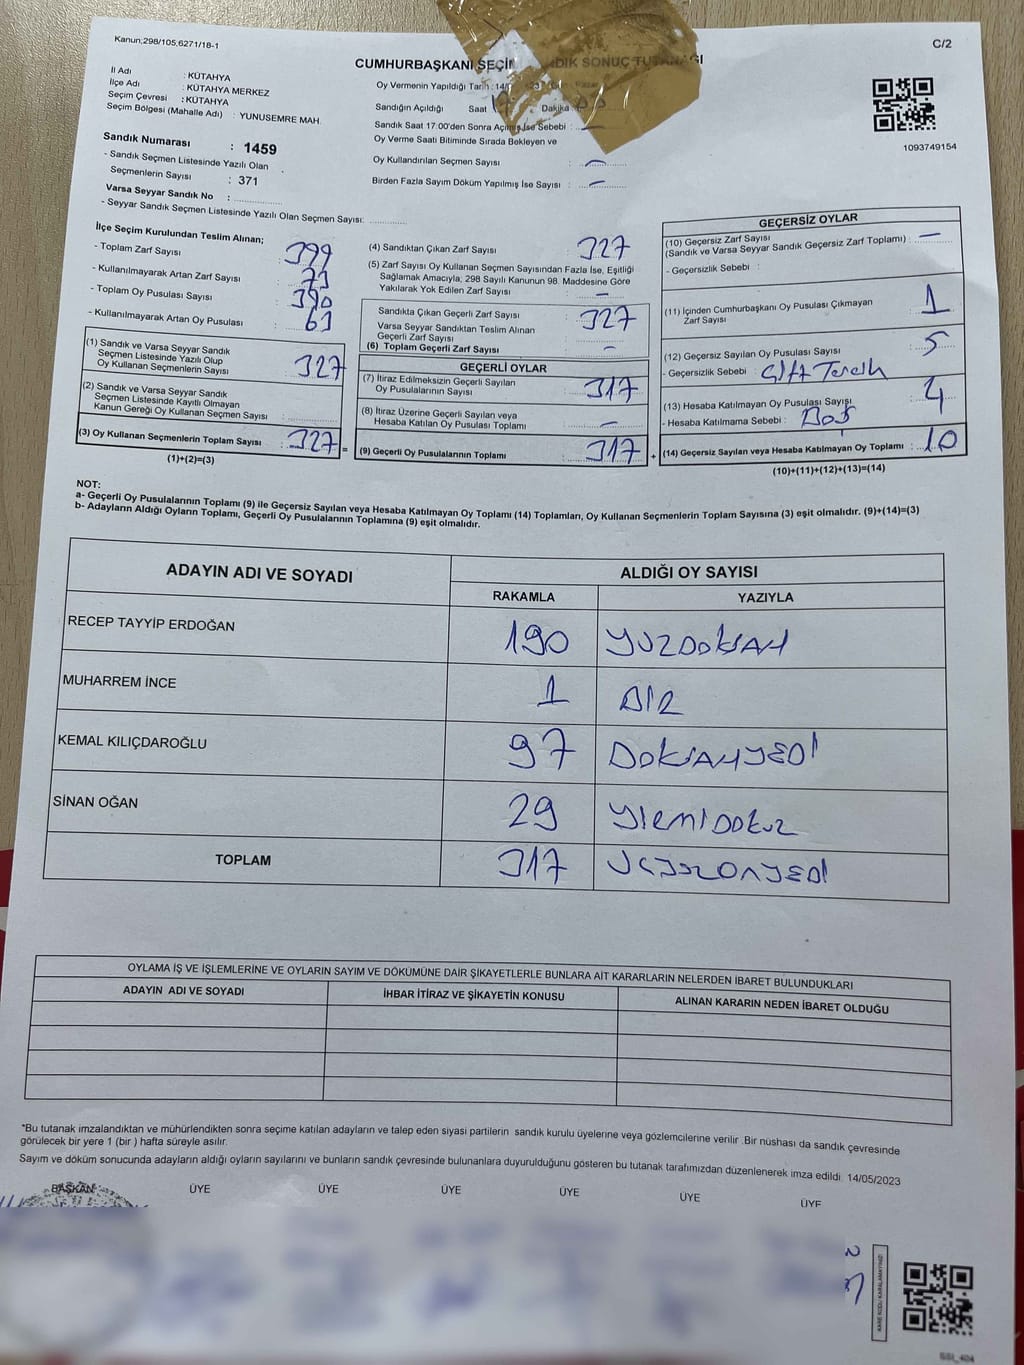 Kanun;298/105,6271/18-1
C/2
CUMHURBAŞKANI SEÇİM SANDIK SONUÇ TUTANAĞI
İl Adı : KÜTAHYA
İlçe Adı : KÜTAHYA MERKEZ
Seçim Çevresi : KÜTAHYA
Seçim Bölgesi (Mahalle Adı) : YUNUSEMRE MAH.
Oy Vermenin Yapıldığı Tarih : 14/
Sandığın Açıldığı Saat Dakika
Sandık Saat 17:00'den Sonra Açılmış İse Sebebi :
Oy Verme Saati Bitiminde Sırada Bekleyen ve
Oy Kullandırılan Seçmen Sayısı : –
Birden Fazla Sayım Döküm Yapılmış İse Sayısı : –
1093749154
Sandık Numarası : 1459
- Sandık Seçmen Listesinde Yazılı Olan
Seçmenlerin Sayısı : 371
Varsa Seyyar Sandık No :
- Seyyar Sandık Seçmen Listesinde Yazılı Olan Seçmen Sayısı:
İlçe Seçim Kurulundan Teslim Alınan;
- Toplam Zarf Sayısı : 399
- Kullanılmayarak Artan Zarf Sayısı :
- Toplam Oy Pusulası Sayısı : 390
- Kullanılmayarak Artan Oy Pusulası : 63
(1) Sandık ve Varsa Seyyar Sandık
Seçmen Listesinde Yazılı Olup
Oy Kullanan Seçmenlerin Sayısı : 327
(2) Sandık ve Varsa Seyyar Sandık
Seçmen Listesinde Kayıtlı Olmayan
Kanun Gereği Oy Kullanan Seçmen Sayısı :
(3) Oy Kullanan Seçmenlerin Toplam Sayısı : 327 =
(1)+(2)=(3)
(4) Sandıktan Çıkan Zarf Sayısı : 327
(5) Zarf Sayısı Oy Kullanan Seçmen Sayısından Fazla İse, Eşitliği
Sağlamak Amacıyla; 298 Sayılı Kanunun 98. Maddesine Göre
Yakılarak Yok Edilen Zarf Sayısı : –
Sandıkta Çıkan Geçerli Zarf Sayısı : 327
Varsa Seyyar Sandıktan Teslim Alınan
Geçerli Zarf Sayısı :
(6) Toplam Geçerli Zarf Sayısı : –
GEÇERLİ OYLAR
(7) İtiraz Edilmeksizin Geçerli Sayılan
Oy Pusulalarının Sayısı : 317
(8) İtiraz Üzerine Geçerli Sayılan veya
Hesaba Katılan Oy Pusulası Toplamı : –
(9) Geçerli Oy Pusulalarının Toplamı : 317 +
GEÇERSİZ OYLAR
(10) Geçersiz Zarf Sayısı
(Sandık ve Varsa Seyyar Sandık Geçersiz Zarf Toplamı) : –
- Geçersizlik Sebebi :
(11) İçinden Cumhurbaşkanı Oy Pusulası Çıkmayan
Zarf Sayısı : 1
(12) Geçersiz Sayılan Oy Pusulası Sayısı : 5
- Geçersizlik Sebebi : Çift Tercih
(13) Hesaba Katılmayan Oy Pusulası Sayısı : 4
- Hesaba Katılmama Sebebi : Boş
(14) Geçersiz Sayılan veya Hesaba Katılmayan Oy Toplamı : 10
(10)+(11)+(12)+(13)=(14)
NOT:
a- Geçerli Oy Pusulalarının Toplamı (9) ile Geçersiz Sayılan veya Hesaba Katılmayan Oy Toplamı (14) Toplamları, Oy Kullanan Seçmenlerin Toplam Sayısına (3) eşit olmalıdır. (9)+(14)=(3)
b- Adayların Aldığı Oyların Toplamı, Geçerli Oy Pusulalarının Toplamına (9) eşit olmalıdır.
ADAYIN ADI VE SOYADI ALDIĞI OY SAYISI
RAKAMLA YAZIYLA
RECEP TAYYİP ERDOĞAN 190 YÜZDOKSAN
MUHARREM İNCE 1 BİR
KEMAL KILIÇDAROĞLU 97 DOKSANYEDİ
SİNAN OĞAN 29 YİRMİDOKUZ
TOPLAM 317 ÜÇYÜZONYEDİ
OYLAMA İŞ VE İŞLEMLERİNE VE OYLARIN SAYIM VE DÖKÜMÜNE DAİR ŞİKAYETLERLE BUNLARA AİT KARARLARIN NELERDEN İBARET BULUNDUKLARI
ADAYIN ADI VE SOYADI İHBAR İTİRAZ VE ŞİKAYETİN KONUSU ALINAN KARARIN NEDEN İBARET OLDUĞU
*Bu tutanak imzalandıktan ve mühürlendikten sonra seçime katılan adayların ve talep eden siyasi partilerin sandık kurulu üyelerine veya gözlemcilerine verilir .Bir nüshası da sandık çevresinde
görülecek bir yere 1 (bir ) hafta süreyle asılır.
Sayım ve döküm sonucunda adayların aldığı oyların sayılarını ve bunların sandık çevresinde bulunanlara duyurulduğunu gösteren bu tutanak tarafımızdan düzenlenerek imza edildi. 14/05/2023
BAŞKAN ÜYE ÜYE ÜYE ÜYE ÜYE ÜYE
KARE KODU KARALAMAYINIZ!